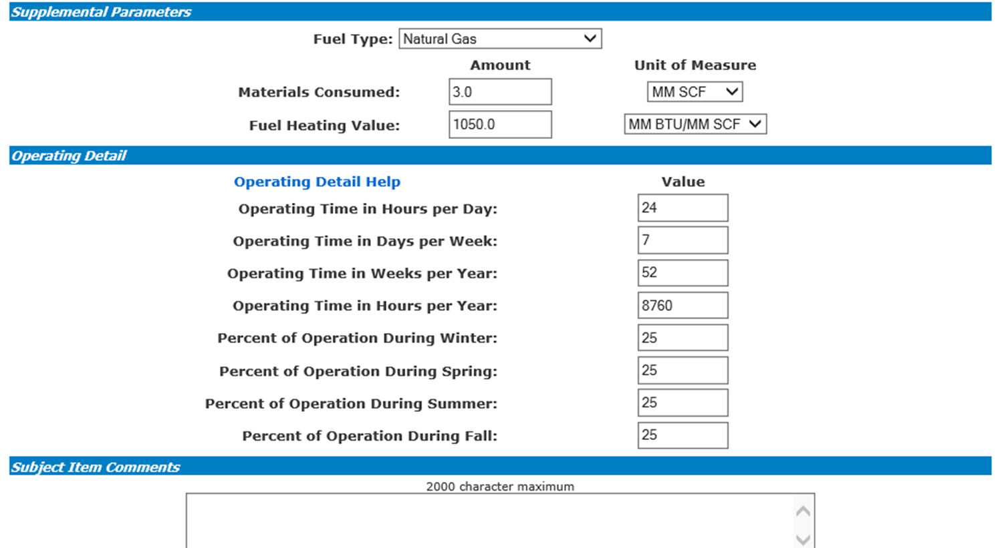 Supplemental Parameters
Fuel Type: Natural Gas
Amount Unit of Measure
Materials Consumed: 3.0 MM SCF
Fuel Heating Value: 1050.0 MM BTU/MM SCF
Operating Detail
Operating Detail Help Value
Operating Time in Hours per Day: 24
Operating Time in Days per Week: 7
Operating Time in Weeks per Year: 52
Operating Time in Hours per Year: 8760
Percent of Operation During Winter: 25
Percent of Operation During Spring: 25
Percent of Operation During Summer: 25
Percent of Operation During Fall: 25
Subject Item Comments
2000 character maximum